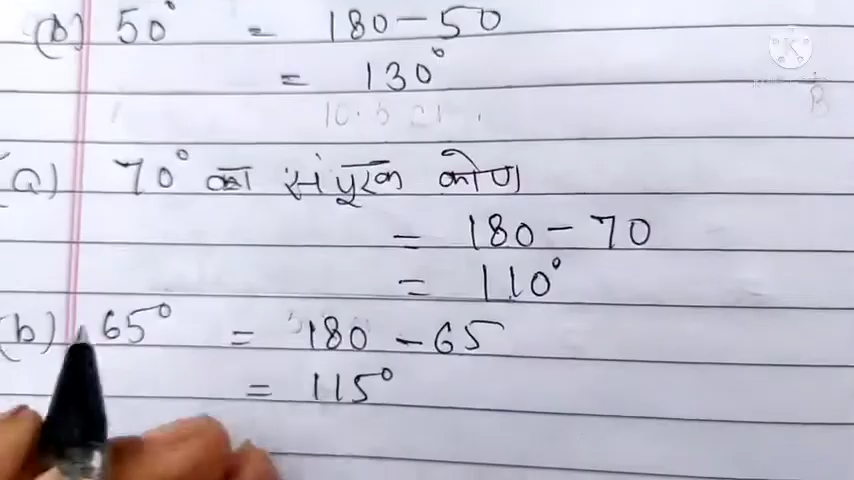 (b) 50° = 180-50
= 130°
(a) 70° का संपूरक कोण
= 180-70
= 110°
(b) 65° = 180-65
= 115°